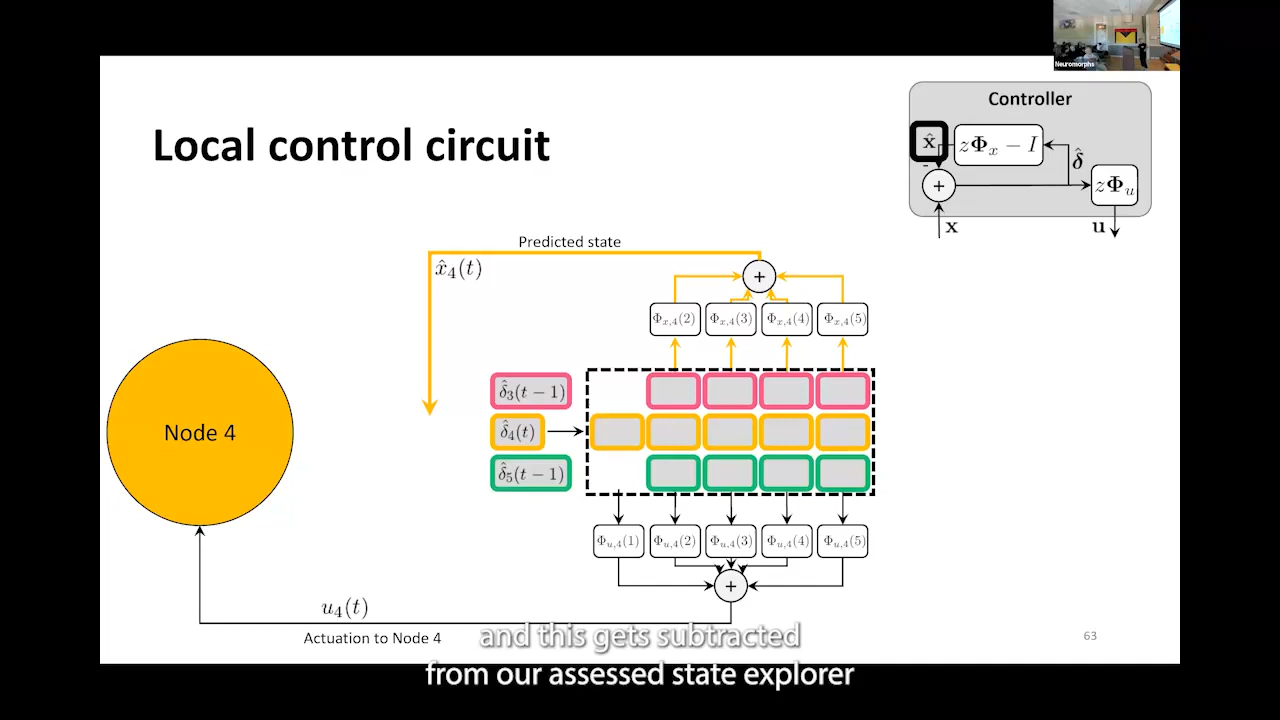 Neuromorphs
Controller
Local control circuit
x̂
zΦₓ − I
δ̂
-
+
zΦᵤ
x
u
Predicted state
x̂₄(t)
+
Φₓ,₄(2) Φₓ,₄(3) Φₓ,₄(4) Φₓ,₄(5)
δ̂₃(t − 1)
Node 4
δ̂₄(t)
δ̂₅(t − 1)
Φᵤ,₄(1) Φᵤ,₄(2) Φᵤ,₄(3) Φᵤ,₄(4) Φᵤ,₄(5)
+
u₄(t)
Actuation to Node 4
63
and this gets subtracted
from our assessed state explorer